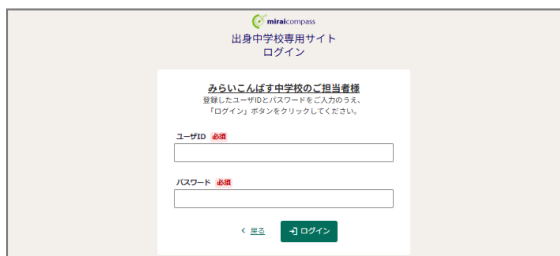 miraicompass
出身中学校専用サイト
ログイン
みらいこんぱす中学校のご担当者様
登録したユーザIDとパスワードをご入力のうえ、
「ログイン」ボタンをクリックしてください。
ユーザID 必須
パスワード 必須
戻る ログイン